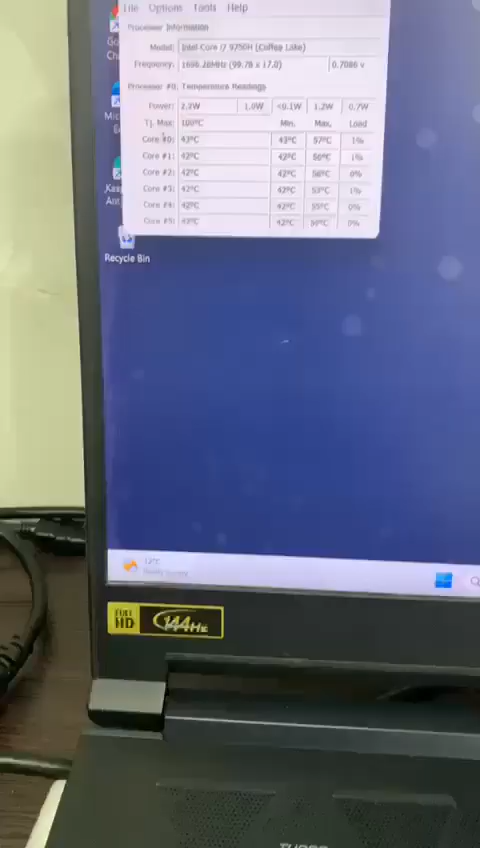 File Options Tools Help
Processor Information
Model: Intel Core i7 9750H (Coffee Lake)
Frequency: 1696.28MHz (99.78 x 17.0) 0.7086 v
Processor #0: Temperature Readings
Power: 2.2W 1.0W <0.1W 1.2W 0.7W
Tj. Max: 100°C Min. Max. Load
Core #0: 43°C 43°C 57°C 1%
Core #1: 42°C 42°C 56°C 1%
Core #2: 42°C 42°C 56°C 0%
Core #3: 42°C 42°C 53°C 1%
Core #4: 42°C 42°C 55°C 0%
Core #5: 42°C 42°C 0%
Recycle Bin
12°C
FULL HD
144Hz